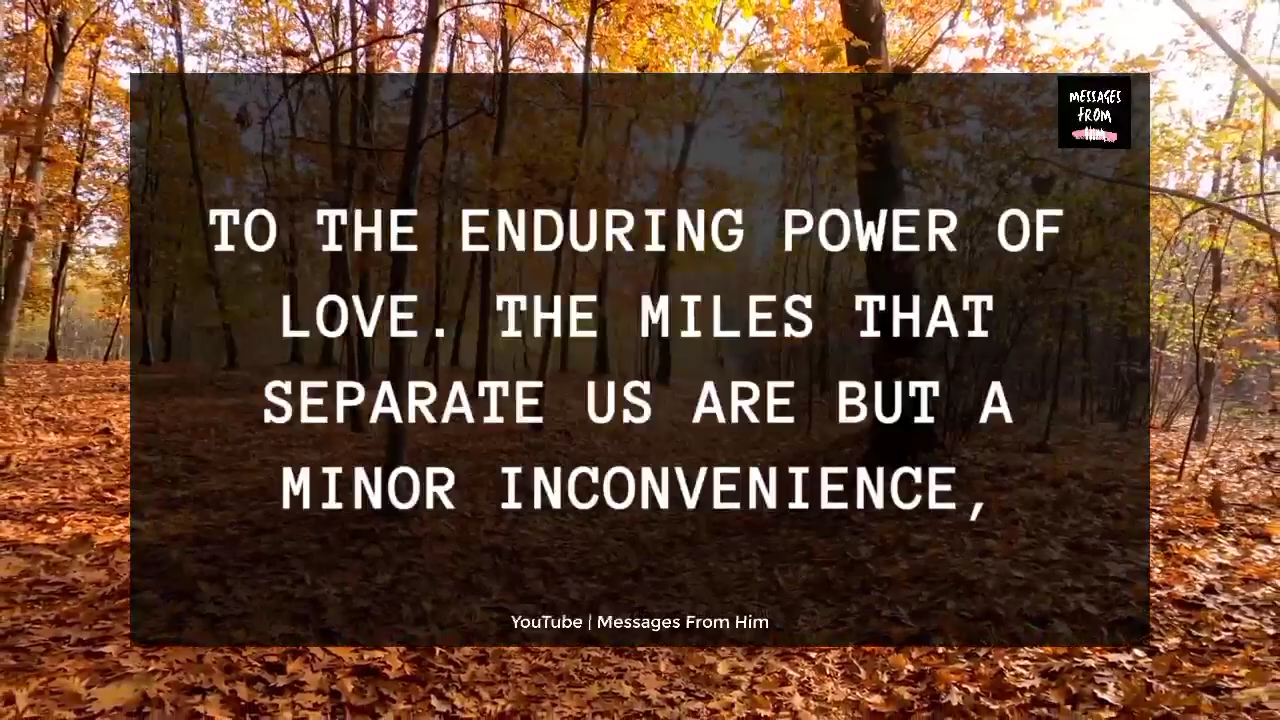 MESSAGES
FROM
Him
TO THE ENDURING POWER OF
LOVE. THE MILES THAT
SEPARATE US ARE BUT A
MINOR INCONVENIENCE,
YouTube | Messages From Him